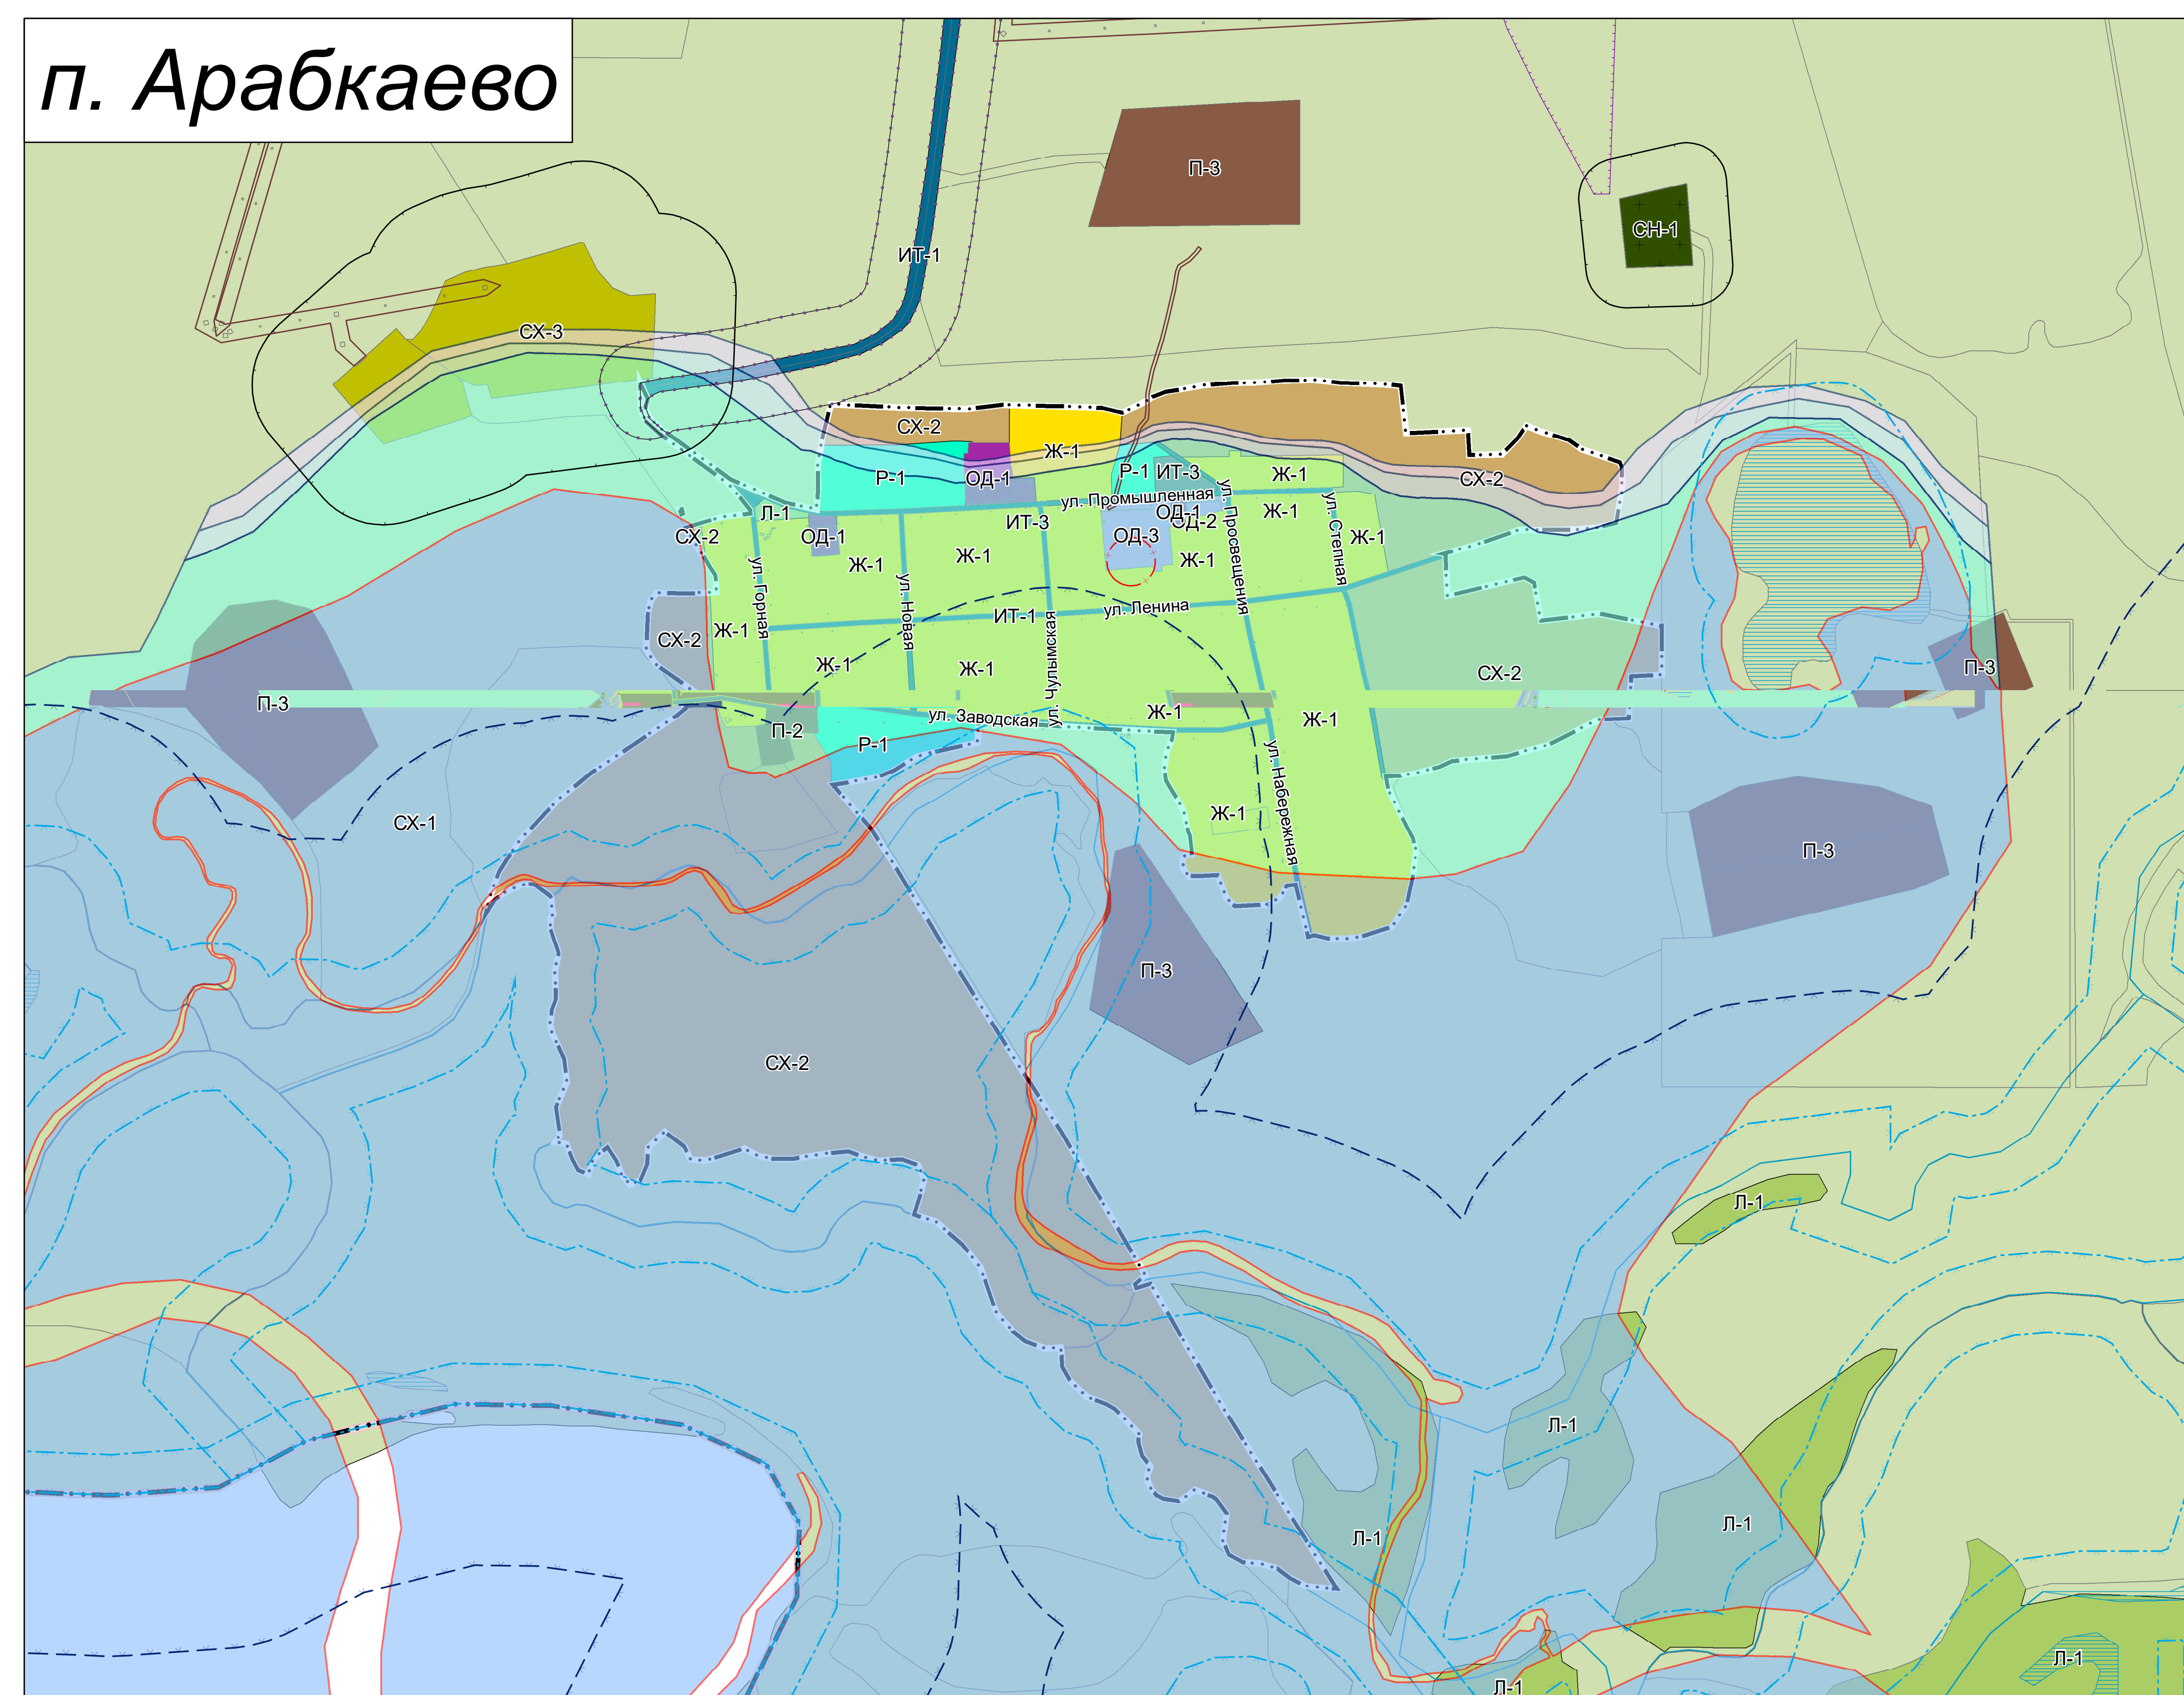 п. Арабкаево
П-3
СН-1
ИТ-1
СХ-3
СХ-2
Ж-1
Р-1
ОД-1
Р-1
ИТ-3
Ж-1
СХ-2
ул. Промышленная
Л-1
ОД-1
ОД-2
Ж-1
СХ-2
ОД-1
ИТ-3
ОД-3
Ж-1
Ж-1
Ж-1
Ж-1
ул. Горная
ул. Новая
ул. Чулымская
ул. Просвещения
ул. Степная
ул. Ленина
ИТ-1
СХ-2
Ж-1
Ж-1
Ж-1
СХ-2
П-3
П-3
ул. Заводская
Ж-1
Ж-1
П-2
Р-1
ул. Набережная
СХ-1
Ж-1
П-3
П-3
СХ-2
Л-1
Л-1
Л-1
Л-1
Л-1
Л-1